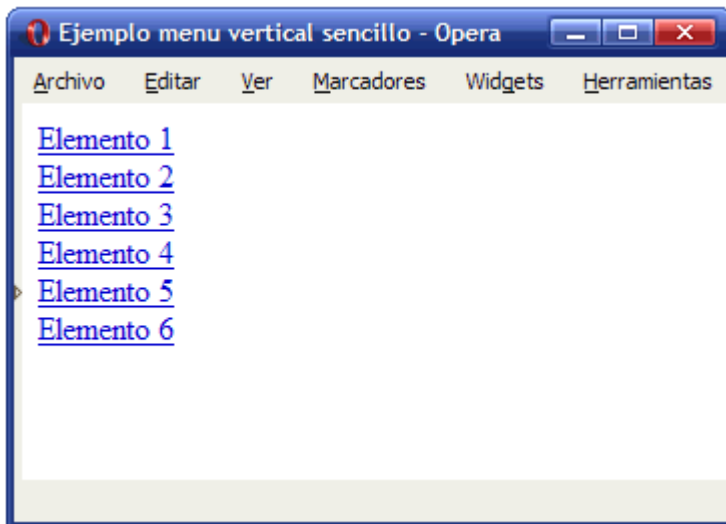 Ejemplo menu vertical sencillo - Opera
Archivo Editar Ver Marcadores Widgets Herramientas
Elemento 1
Elemento 2
Elemento 3
Elemento 4
Elemento 5
Elemento 6